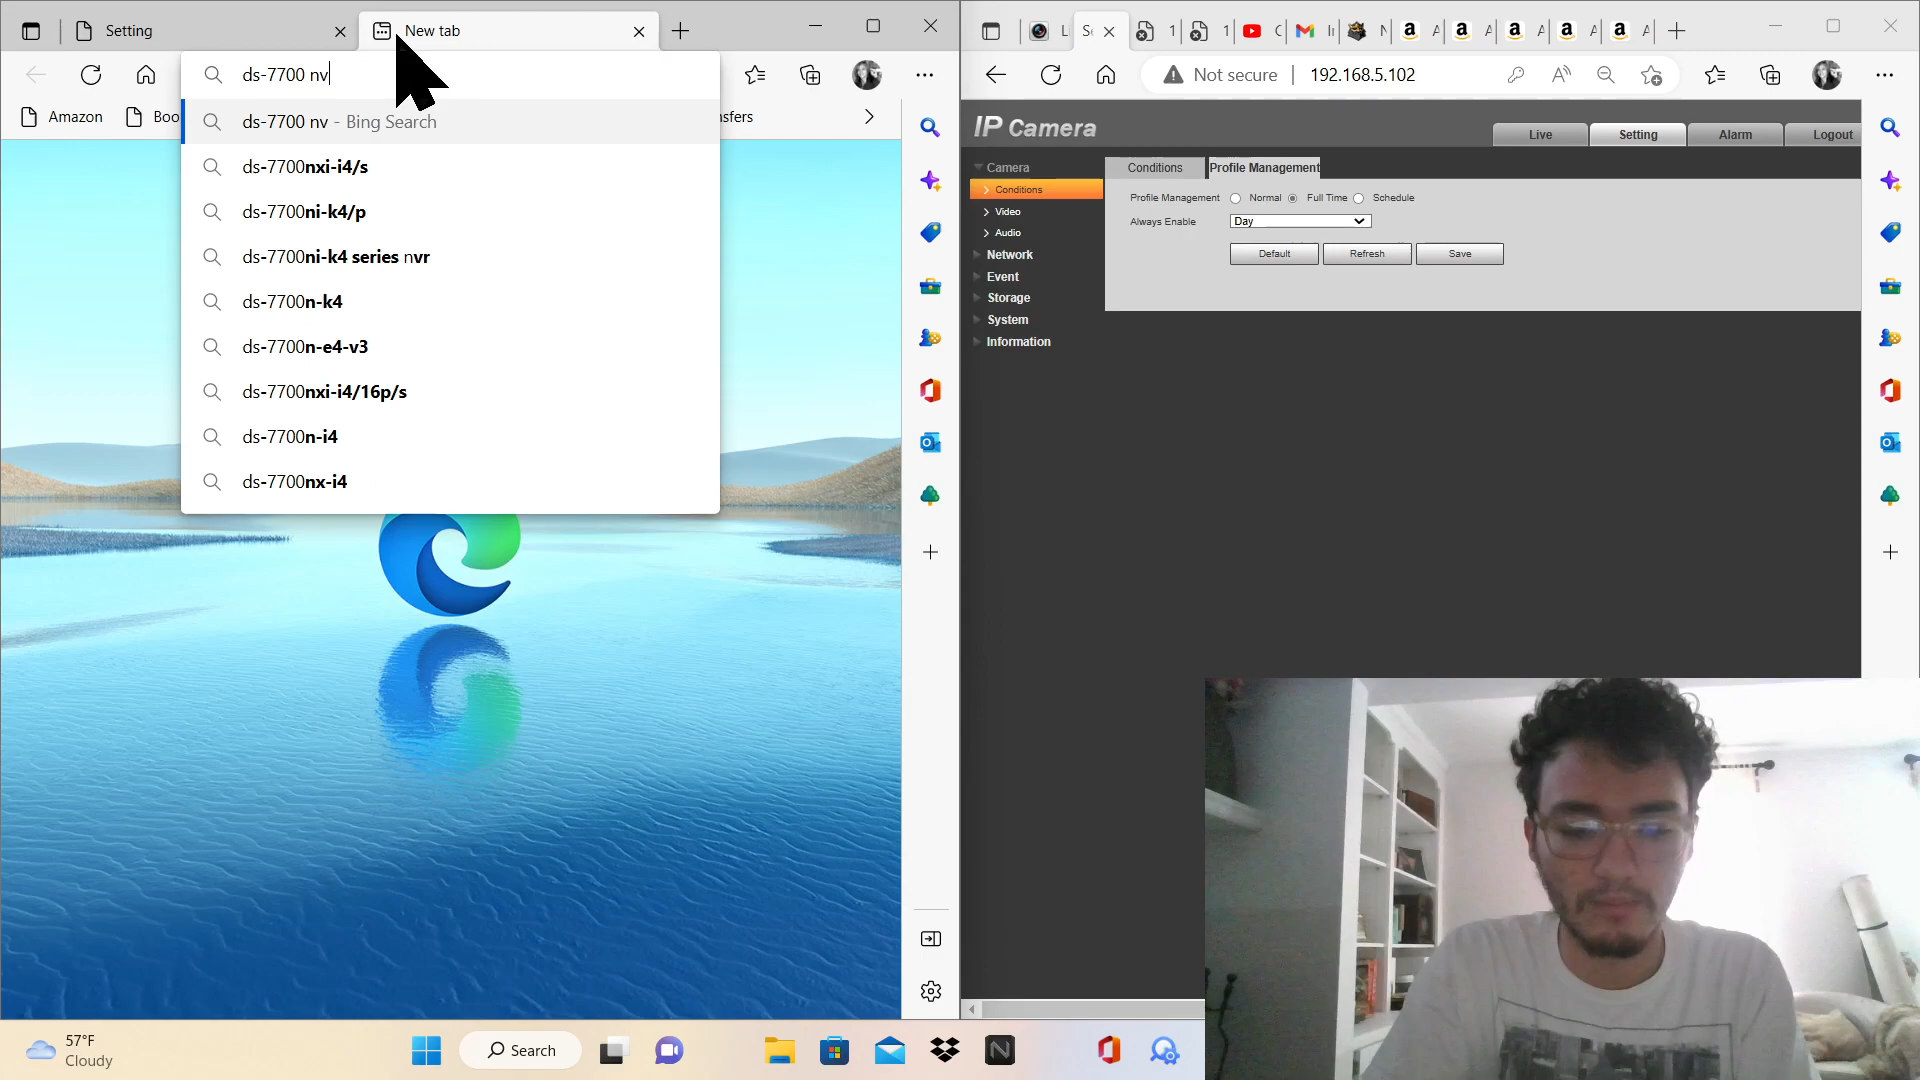 Setting
New tab
ds-7700 nv
Amazon
Boo
nsfers
ds-7700 nv - Bing Search
ds-7700nxi-i4/s
ds-7700ni-k4/p
ds-7700ni-k4 series nvr
ds-7700n-k4
ds-7700n-e4-v3
ds-7700nxi-i4/16p/s
ds-7700n-i4
ds-7700nx-i4
Not secure
192.168.5.102
IP Camera
Live
Setting
Alarm
Logout
Camera
Conditions
Video
Audio
Network
Event
Storage
System
Information
Conditions
Profile Management
Profile Management
Normal
Full Time
Schedule
Always Enable
Day
Default
Refresh
Save
57°F
Cloudy
Search